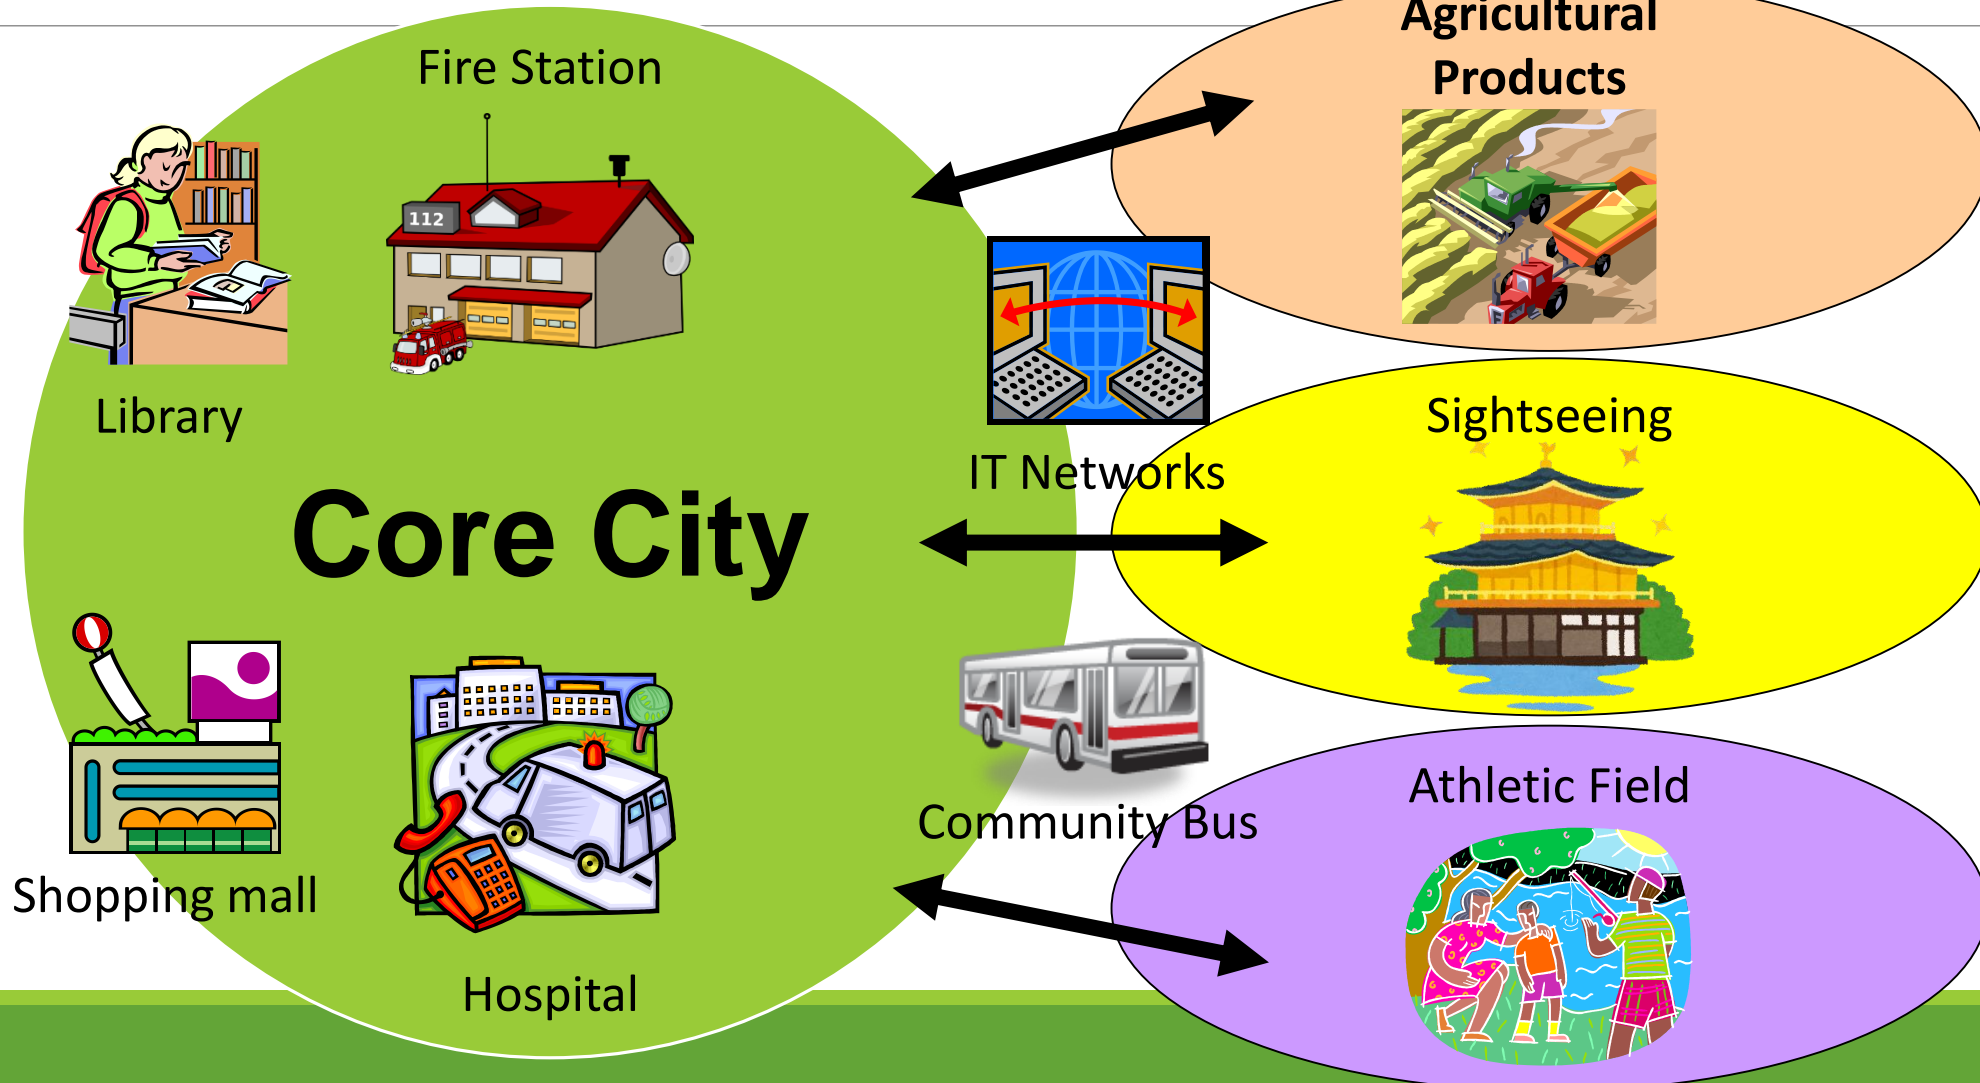 Fire Station
112
Library
Core City
Shopping mall
Hospital
IT Networks
Community Bus
Agricultural
Products
Sightseeing
Athletic Field